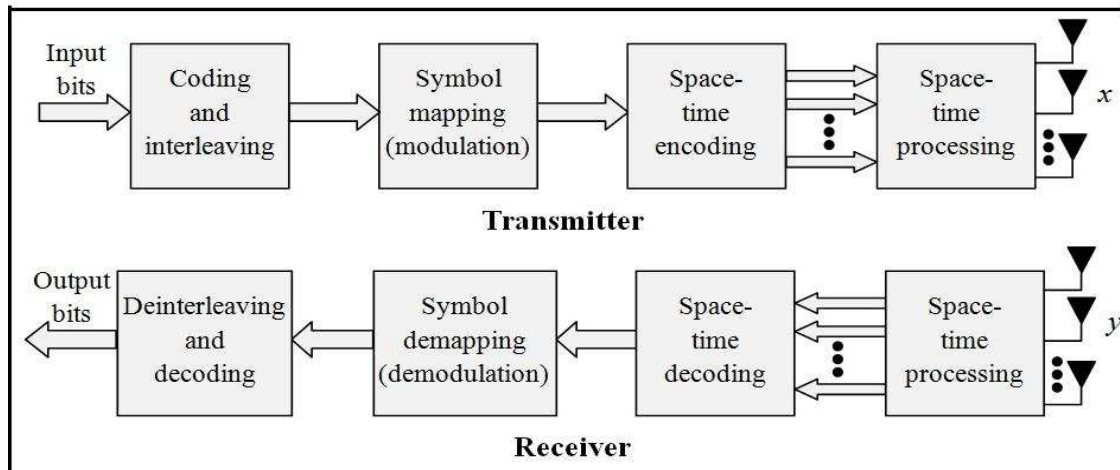 Input
bits
Coding
and
interleaving
Symbol
mapping
(modulation)
Space-
time
encoding
Space-
time
processing
x
Transmitter
Output
bits
Deinterleaving
and
decoding
Symbol
demapping
(demodulation)
Space-
time
decoding
Space-
time
processing
y
Receiver